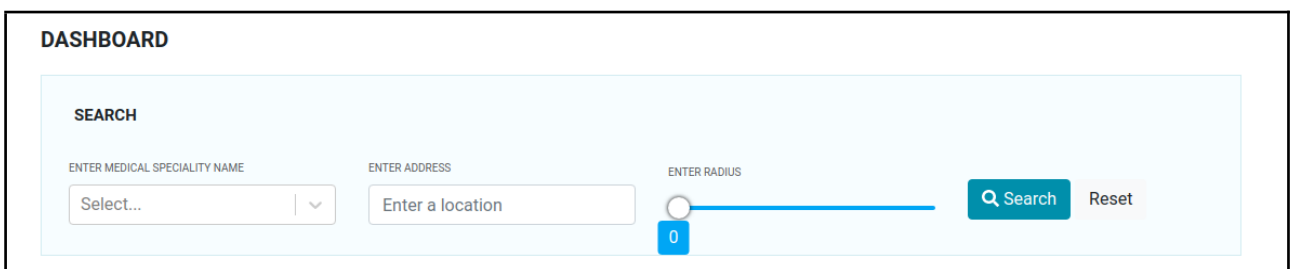 DASHBOARD
SEARCH
ENTER MEDICAL SPECIALITY NAME
Select...
ENTER ADDRESS
Enter a location
ENTER RADIUS
0
Search
Reset